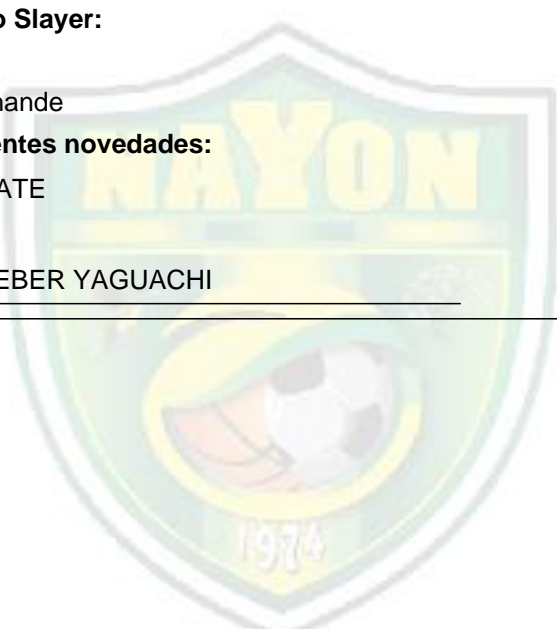 o Slayer:
nande
entes novedades:
ATE
EBER YAGUACHI
NAYON
1974